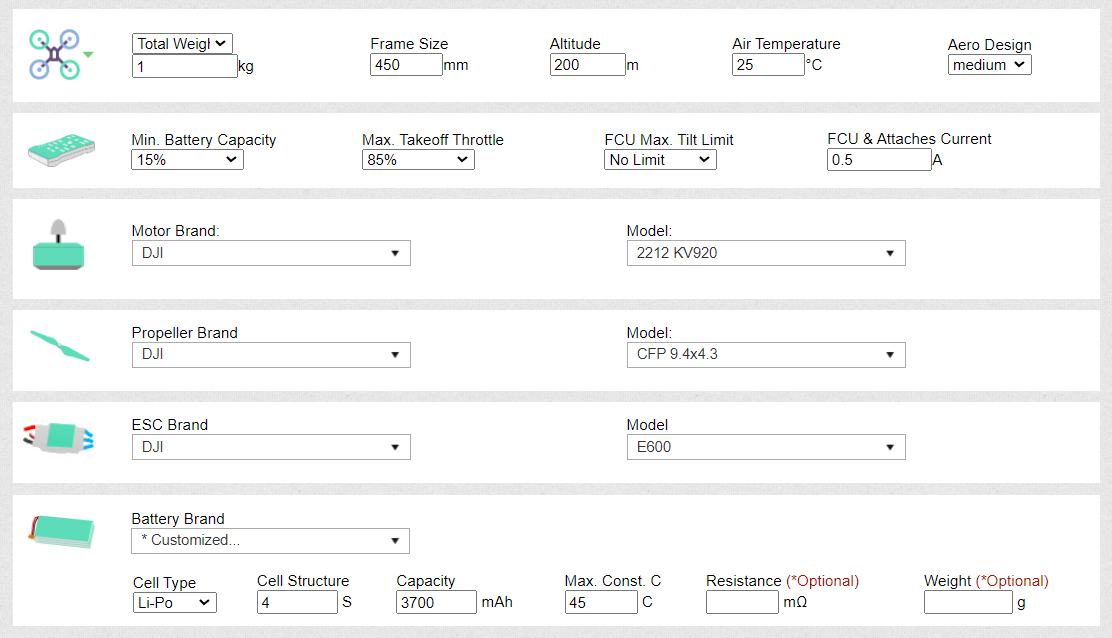 Total Weigl Frame Size Altitude Air Temperature Aero Design
1 kg 450 mm 200 m 25 °C medium
Min. Battery Capacity Max. Takeoff Throttle FCU Max. Tilt Limit FCU & Attaches Current
15% 85% No Limit 0.5 A
Motor Brand: Model:
DJI 2212 KV920
Propeller Brand Model:
DJI CFP 9.4x4.3
ESC Brand Model
DJI E600
Battery Brand
* Customized...
Cell Type Cell Structure Capacity Max. Const. C Resistance (*Optional) Weight (*Optional)
Li-Po 4 S 3700 mAh 45 C mΩ g